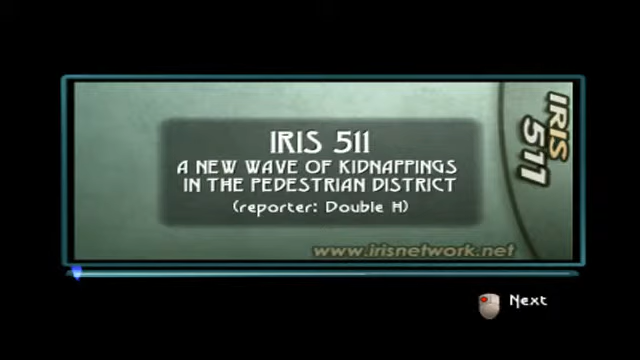 IRIS 511
A NEW WAVE OF KIDNAPPINGS
IN THE PEDESTRIAN DISTRICT
(reporter: Double H)
www.irisnetwork.net
IRIS
511
Next